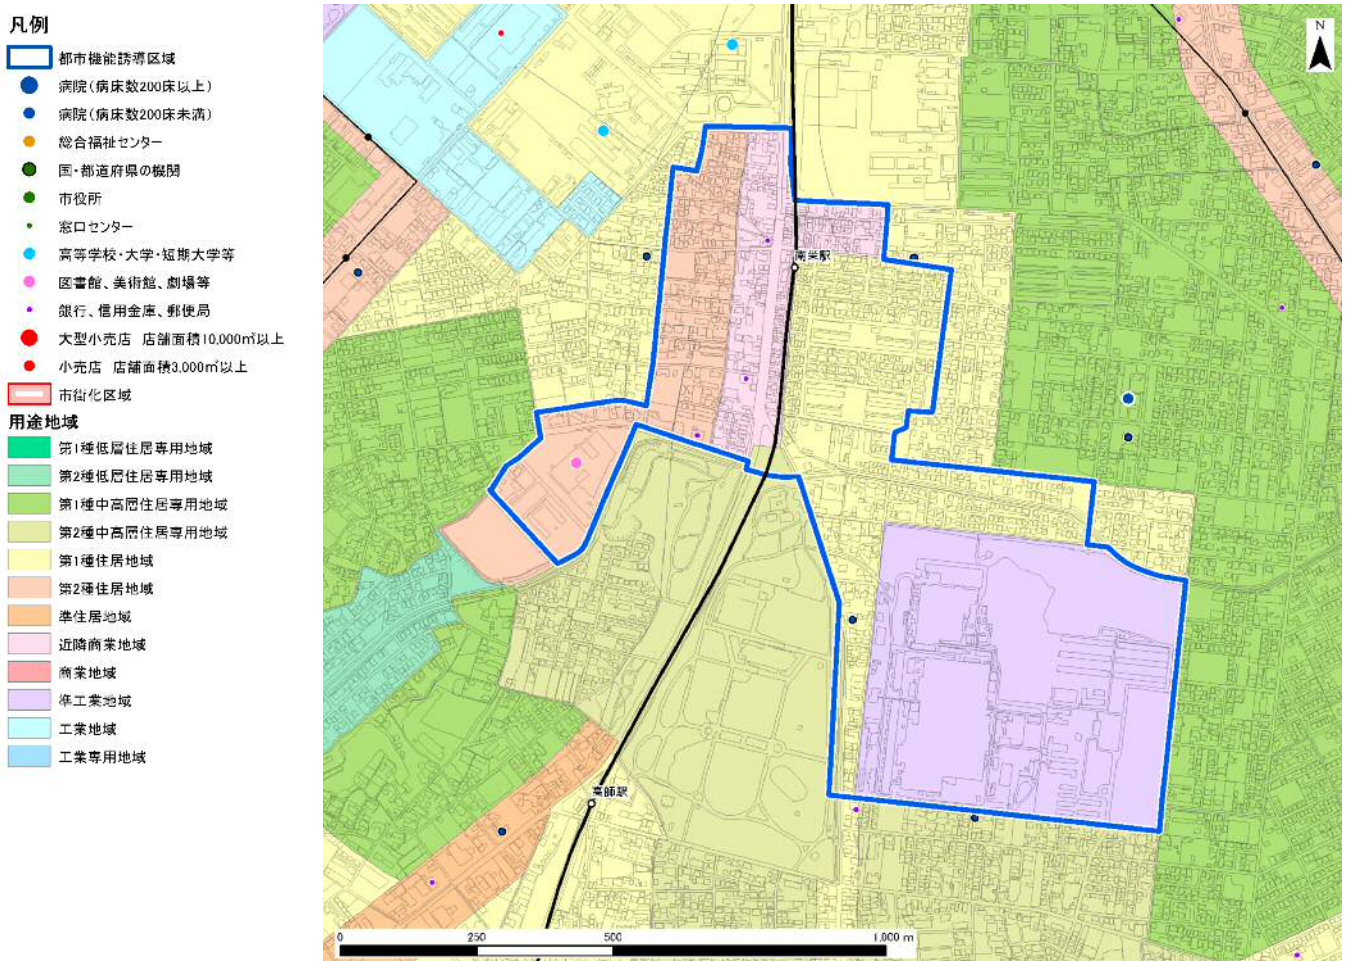 凡例
都市機能誘導区域
病院(病床数200床以上)
病院(病床数200床未満)
総合福祉センター
国・都道府県の機関
市役所
窓口センター
高等学校・大学・短期大学等
図書館、美術館、劇場等
銀行、信用金庫、郵便局
大型小売店 店舗面積10,000㎡以上
小売店 店舗面積3,000㎡以上
市街化区域
用途地域
第1種低層住居専用地域
第2種低層住居専用地域
第1種中高層住居専用地域
第2種中高層住居専用地域
第1種住居地域
第2種住居地域
準住居地域
近隣商業地域
商業地域
準工業地域
工業地域
工業専用地域
N
南栄駅
高師駅
0 250 500 1,000 m